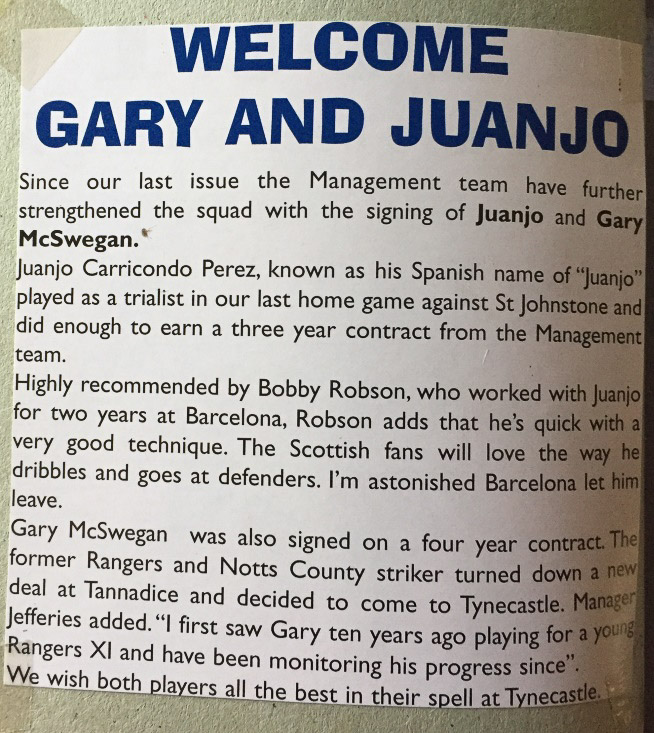 WELCOME
GARY AND JUANJO
Since our last issue the Management team have further
strengthened the squad with the signing of Juanjo and Gary
McSwegan.
Juanjo Carricondo Perez, known as his Spanish name of “Juanjo”
played as a trialist in our last home game against St Johnstone and
did enough to earn a three year contract from the Management
team.
Highly recommended by Bobby Robson, who worked with Juanjo
for two years at Barcelona, Robson adds that he’s quick with a
very good technique. The Scottish fans will love the way he
dribbles and goes at defenders. I’m astonished Barcelona let him
leave.
Gary McSwegan was also signed on a four year contract. The
former Rangers and Notts County striker turned down a new
deal at Tannadice and decided to come to Tynecastle. Manager
Jefferies added. “I first saw Gary ten years ago playing for a young
Rangers XI and have been monitoring his progress since”.
We wish both players all the best in their spell at Tynecastle.